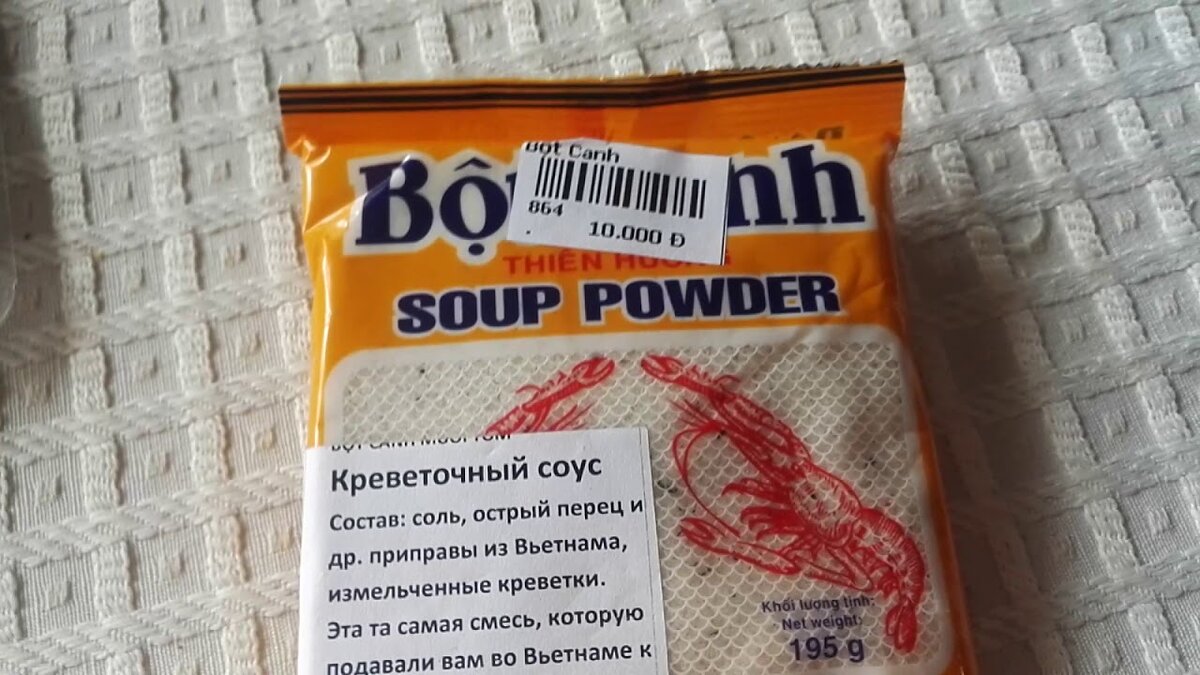 Bột Canh
864
10.000 Đ
THIÊN
SOUP POWDER
Креветочный соус
Состав: соль, острый перец и
др. приправы из Вьетнама,
измельченные креветки.
Эта та самая смесь, которую
подавали вам во Вьетнаме к
Khối lượng tịnh:
Net weight:
195 g